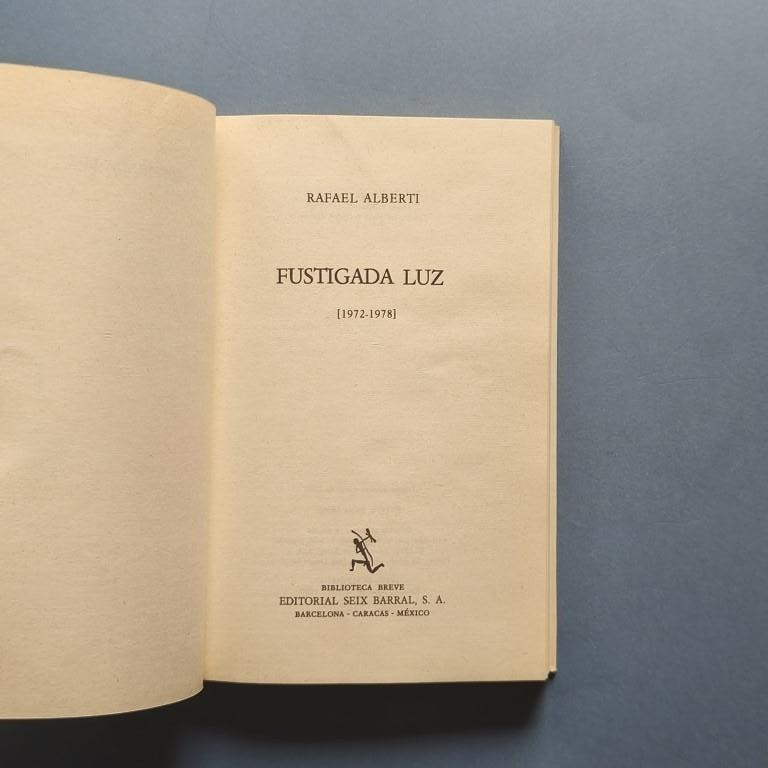 RAFAEL ALBERTI
FUSTIGADA LUZ
[1972-1978]
BIBLIOTECA BREVE
EDITORIAL SEIX BARRAL, S. A.
BARCELONA - CARACAS - MÉXICO